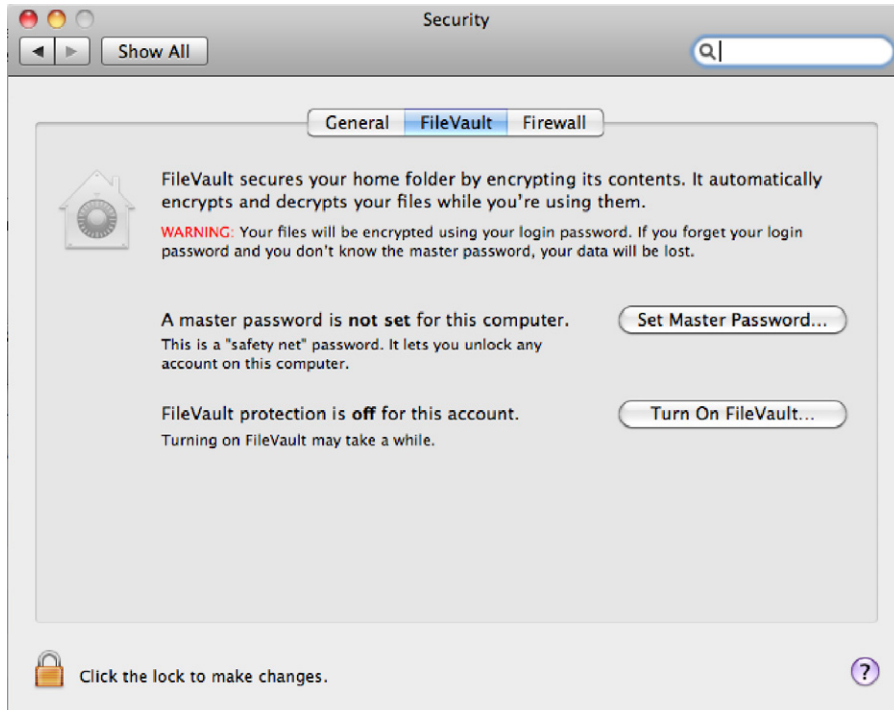 Security
Show All
General FileVault Firewall
FileVault secures your home folder by encrypting its contents. It automatically
encrypts and decrypts your files while you're using them.
WARNING: Your files will be encrypted using your login password. If you forget your login
password and you don't know the master password, your data will be lost.
A master password is not set for this computer.
Set Master Password...
This is a "safety net" password. It lets you unlock any
account on this computer.
FileVault protection is off for this account.
Turn On FileVault...
Turning on FileVault may take a while.
Click the lock to make changes.
?